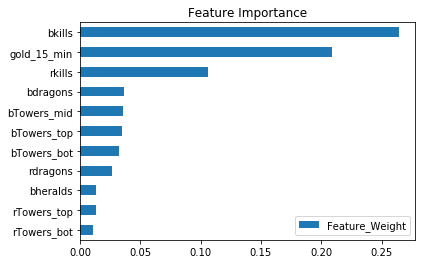 Feature Importance
bkills
gold_15_min
rkills
bdragons
bTowers_mid
bTowers_top
bTowers_bot
rdragons
bheralds
rTowers_top
rTowers_bot
Feature_Weight
0.00 0.05 0.10 0.15 0.20 0.25